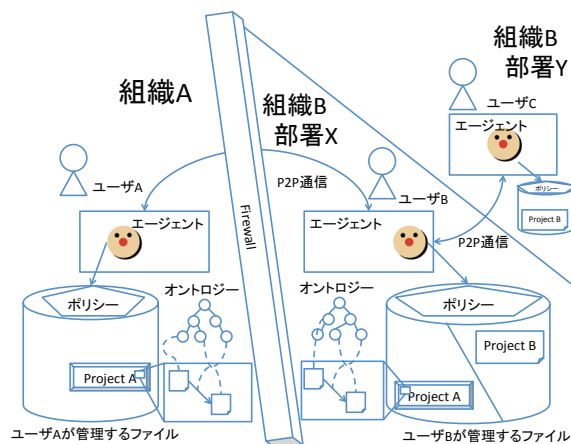 組織A
組織B
部署X
組織B
部署Y
ユーザC
エージェント
ポリシー
Project B
ユーザA
P2P通信
ユーザB
Firewall
エージェント
エージェント
P2P通信
ポリシー
オントロジー
オントロジー
ポリシー
Project B
Project A
Project A
ユーザAが管理するファイル
ユーザBが管理するファイル